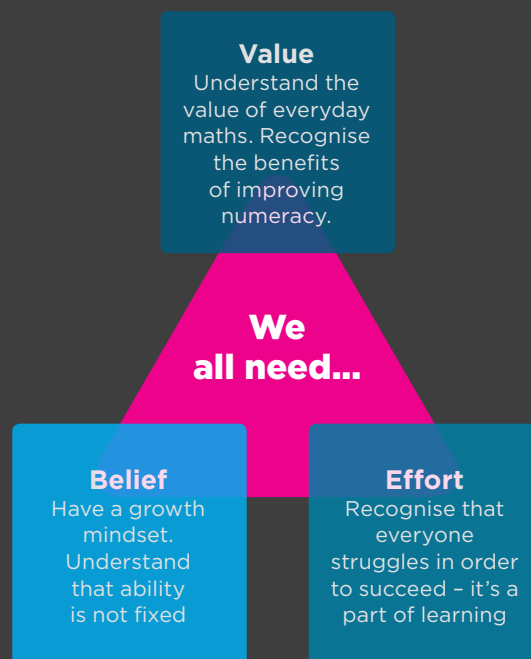 Value
Understand the
value of everyday
maths. Recognise
the benefits
of improving
numeracy.
We
all need...
Belief
Have a growth
mindset.
Understand
that ability
is not fixed
Effort
Recognise that
everyone
struggles in order
to succeed – it's a
part of learning